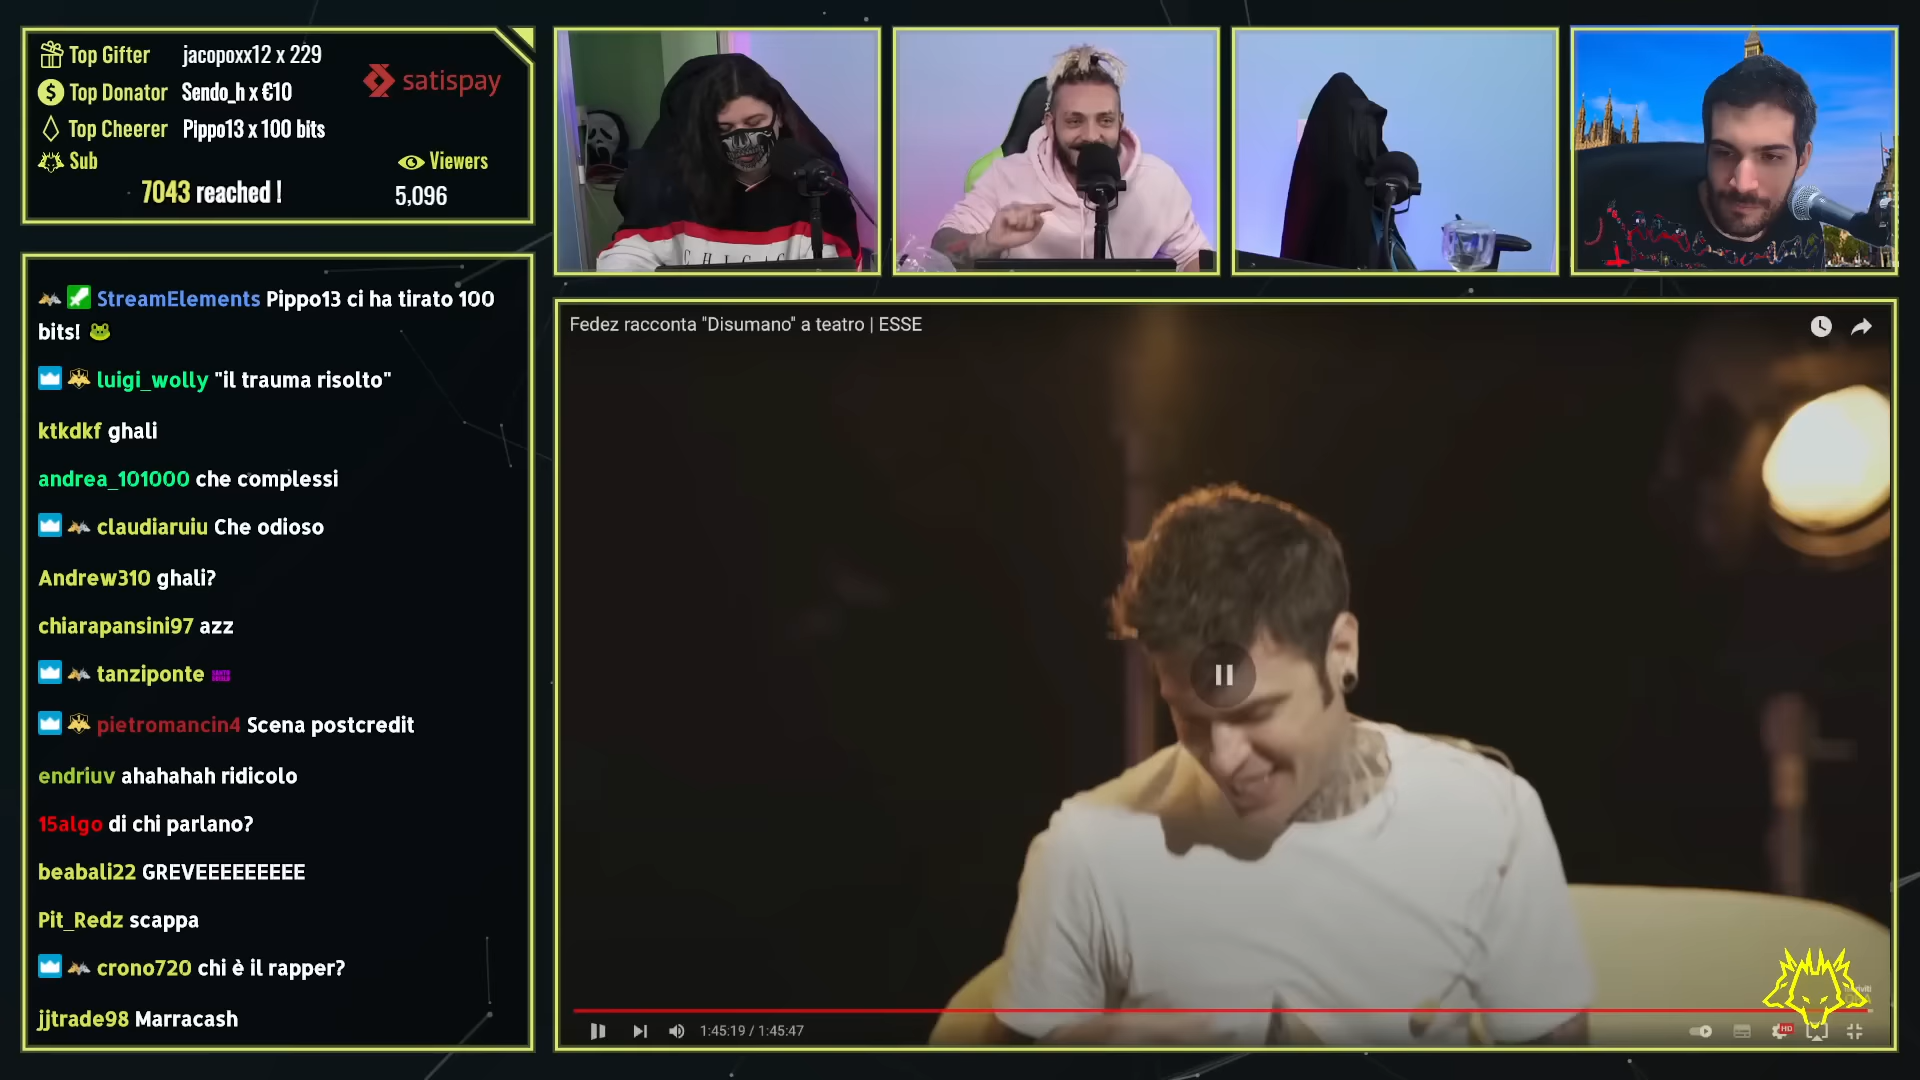 Top Gifter jacopoxx12 x 229
satispay
Top Donator Sendo_h x €10
Top Cheerer Pippo13 x 100 bits
Sub
Viewers
7043 reached !
5,096
StreamElements Pippo13 ci ha tirato 100
bits!
luigi_wolly "il trauma risolto"
ktkdkf ghali
andrea_101000 che complessi
claudiaruiu Che odioso
Andrew310 ghali?
chiarapansini97 azz
tanziponte
pietromancin4 Scena postcredit
endriuv ahahahah ridicolo
15algo di chi parlano?
beabali22 GREVEEEEEEEEE
Pit_Redz scappa
crono720 chi è il rapper?
jjtrade98 Marracash
Fedez racconta "Disumano" a teatro | ESSE
1:45:19 / 1:45:47
HD